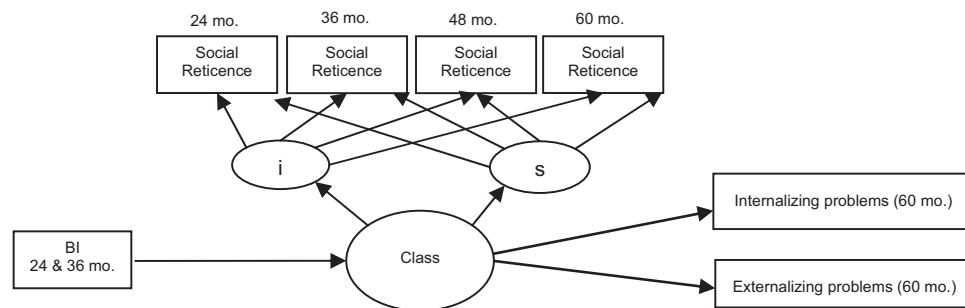 24 mo.
36 mo.
48 mo.
60 mo.
Social
Reticence
Social
Reticence
Social
Reticence
Social
Reticence
i
s
Internalizing problems (60 mo.)
BI
24 & 36 mo.
Class
Externalizing problems (60 mo.)